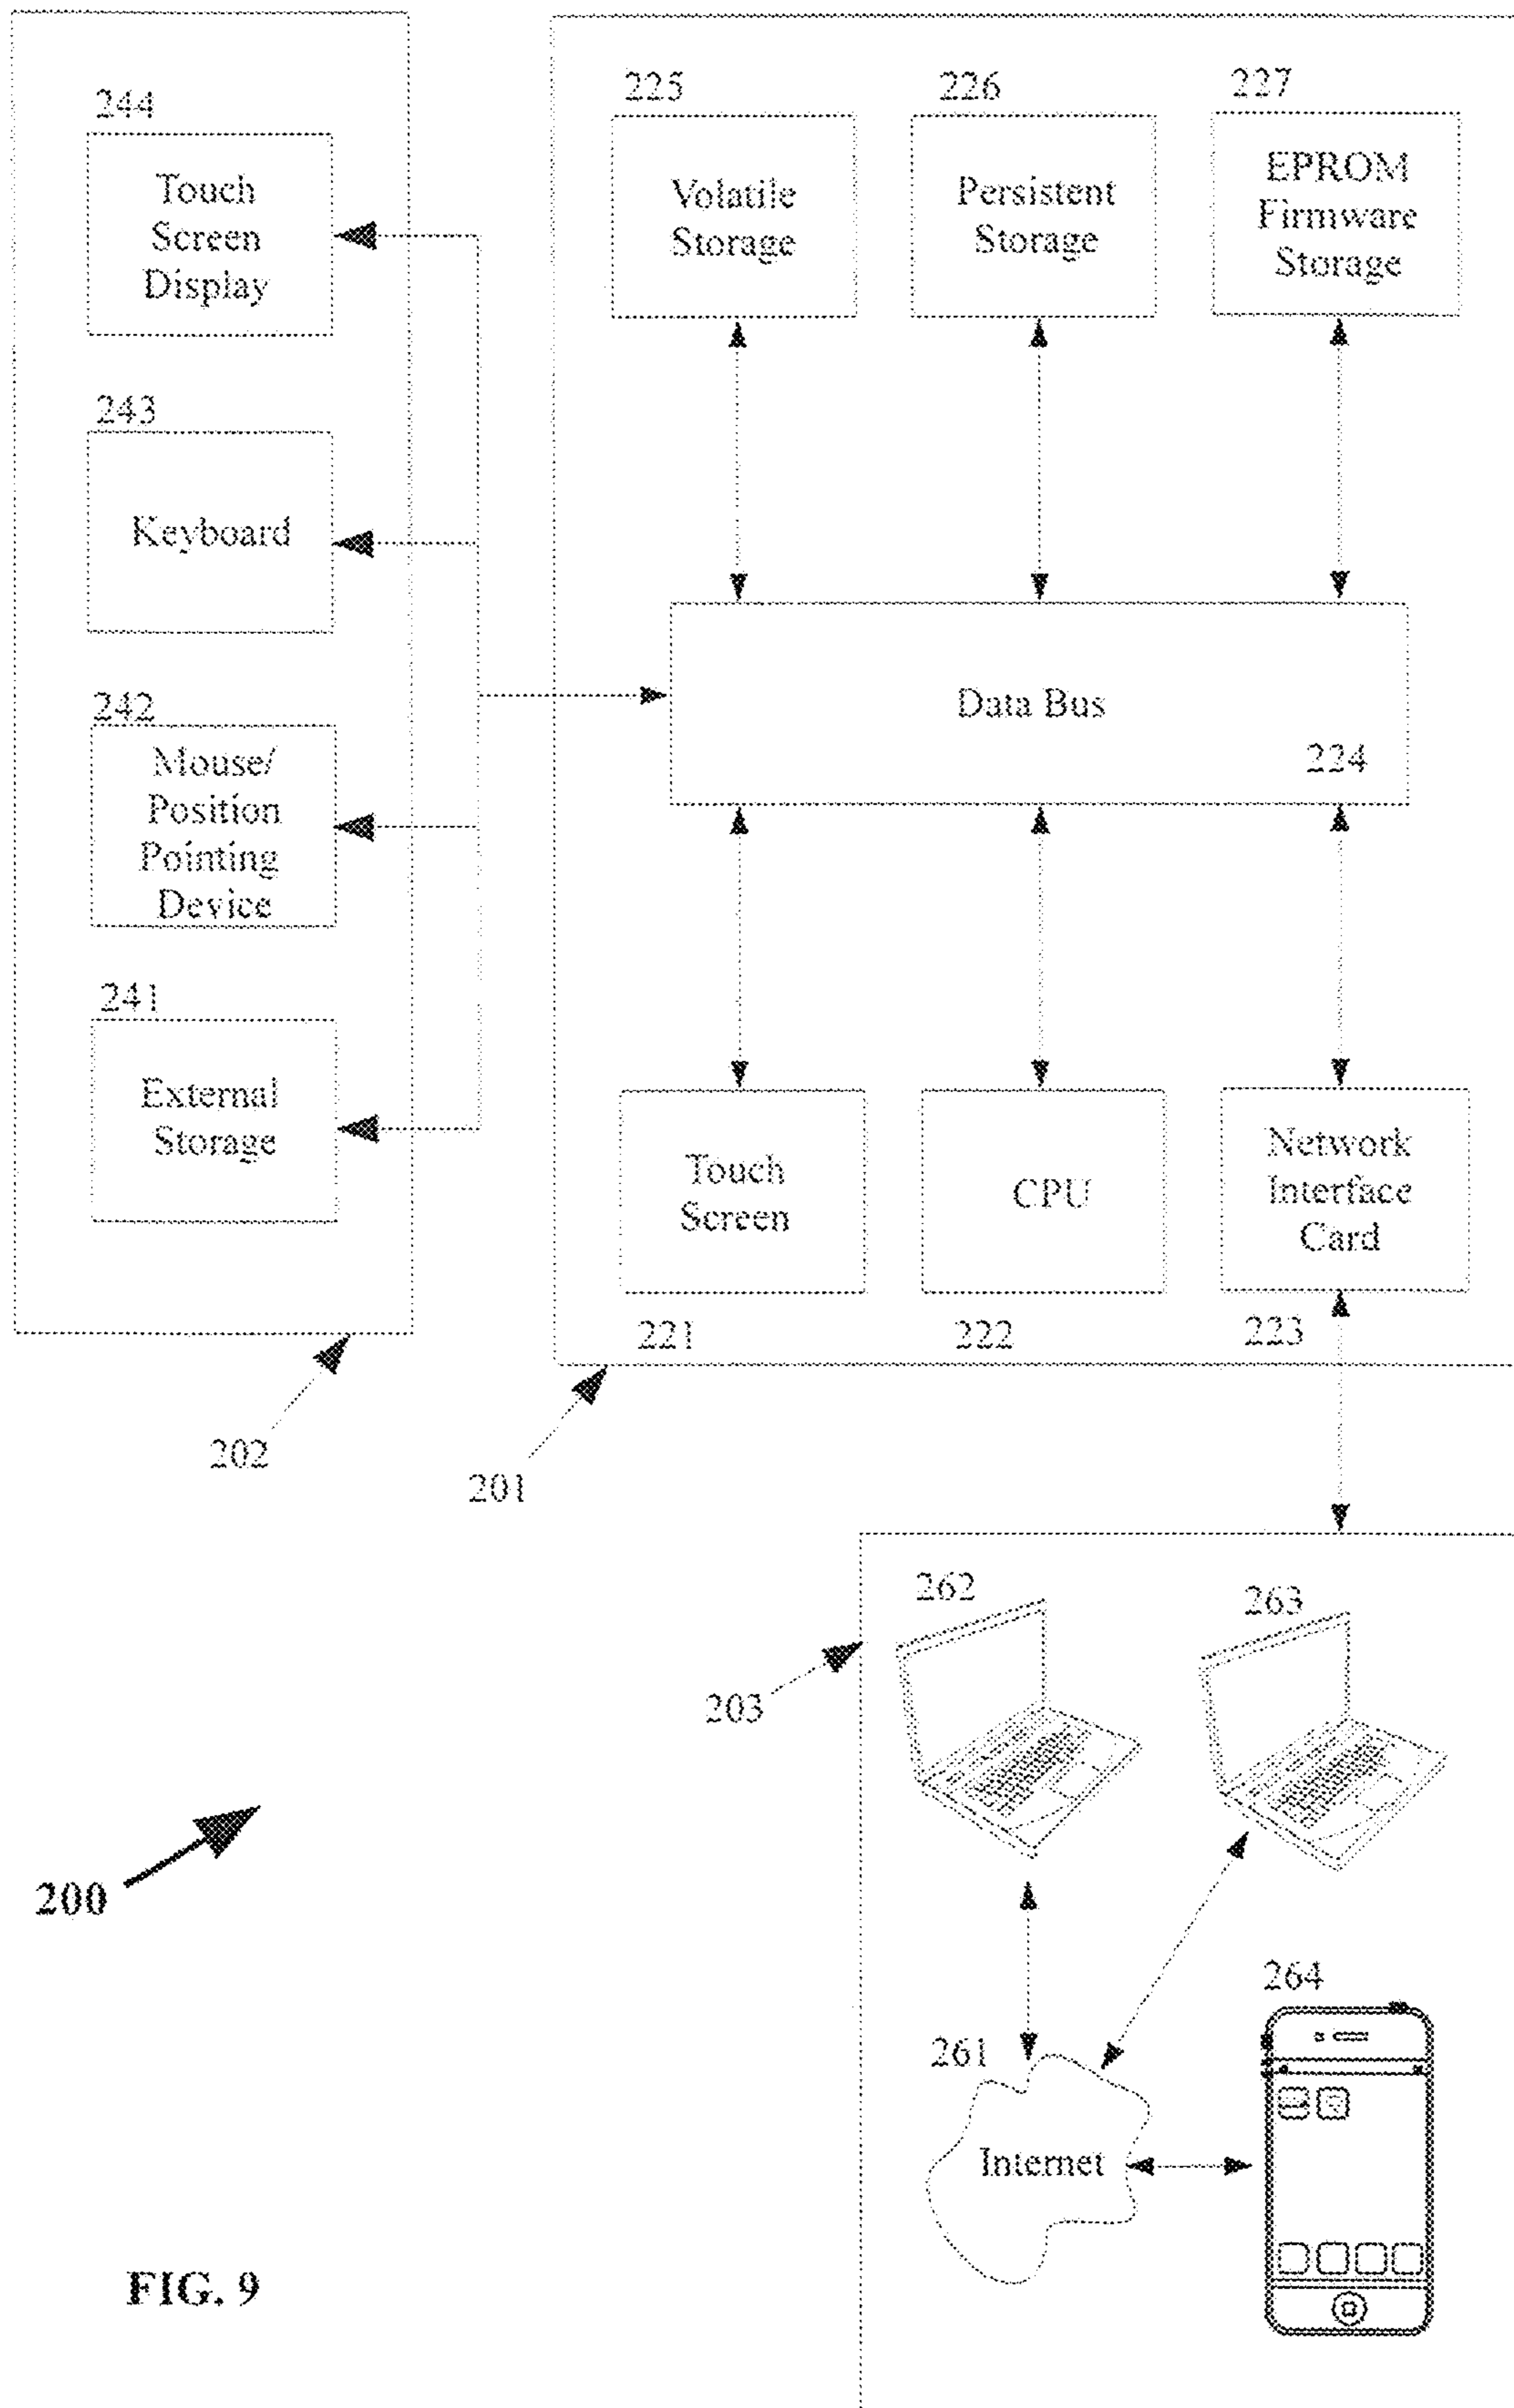 244
Touch
Screen
Display
243
Keyboard
242
Mouse/
Position
Pointing
Device
241
External
Storage
202
225
Volatile
Storage
226
Persistent
Storage
227
EPROM
Firmware
Storage
Data Bus
224
Touch
Screen
221
CPU
222
Network
Interface
Card
223
201
262
263
203
200
264
261
Internet
FIG. 9